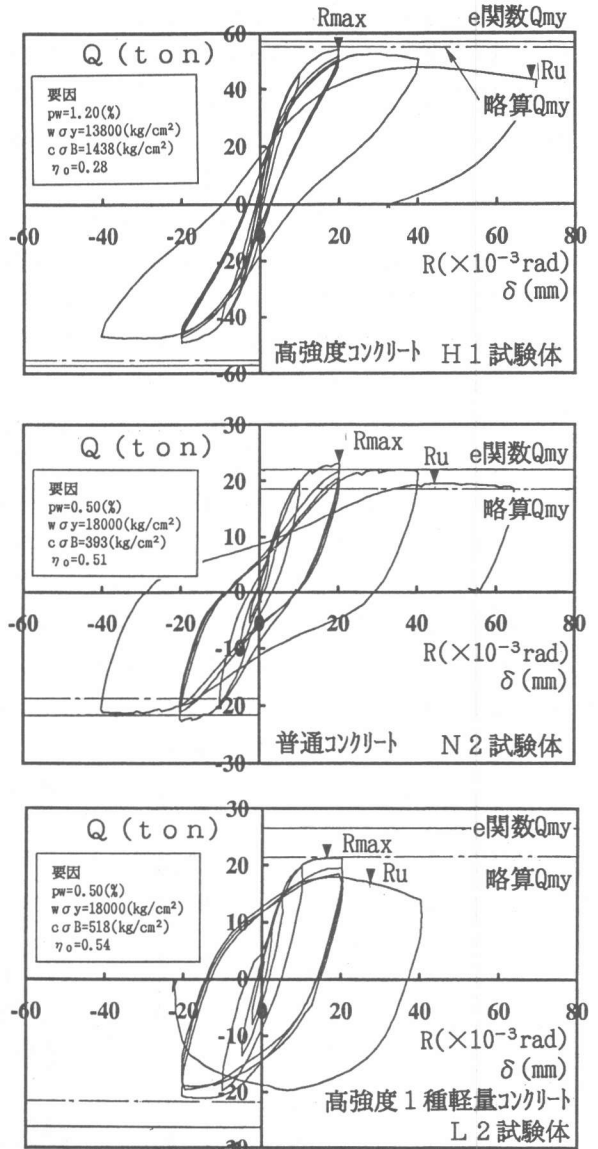 Rmax
e関数Qmy
Q (ton)
Ru
略算Qmy
要因
pw=1.20(%)
wσy=13800(kg/cm²)
cσB=1438(kg/cm²)
η₀=0.28
60
40
20
0
-20
-40
-60
-60 -40 -20 0 20 40 60 80
R(×10⁻³rad)
δ(mm)
高強度コンクリート H1試験体
Q (ton)
Rmax
Ru
e関数Qmy
略算Qmy
要因
pw=0.50(%)
wσy=18000(kg/cm²)
cσB=393(kg/cm²)
η₀=0.51
30
20
10
0
-10
-20
-30
-60 -40 -20 0 20 40 60 80
R(×10⁻³rad)
δ(mm)
普通コンクリート N2試験体
Q (ton)
e関数Qmy
Rmax
Ru
略算Qmy
要因
pw=0.50(%)
wσy=18000(kg/cm²)
cσB=518(kg/cm²)
η₀=0.54
30
20
10
0
-10
-20
-30
-60 -40 -20 0 20 40 60 80
R(×10⁻³rad)
δ(mm)
高強度1種軽量コンクリート
L2試験体